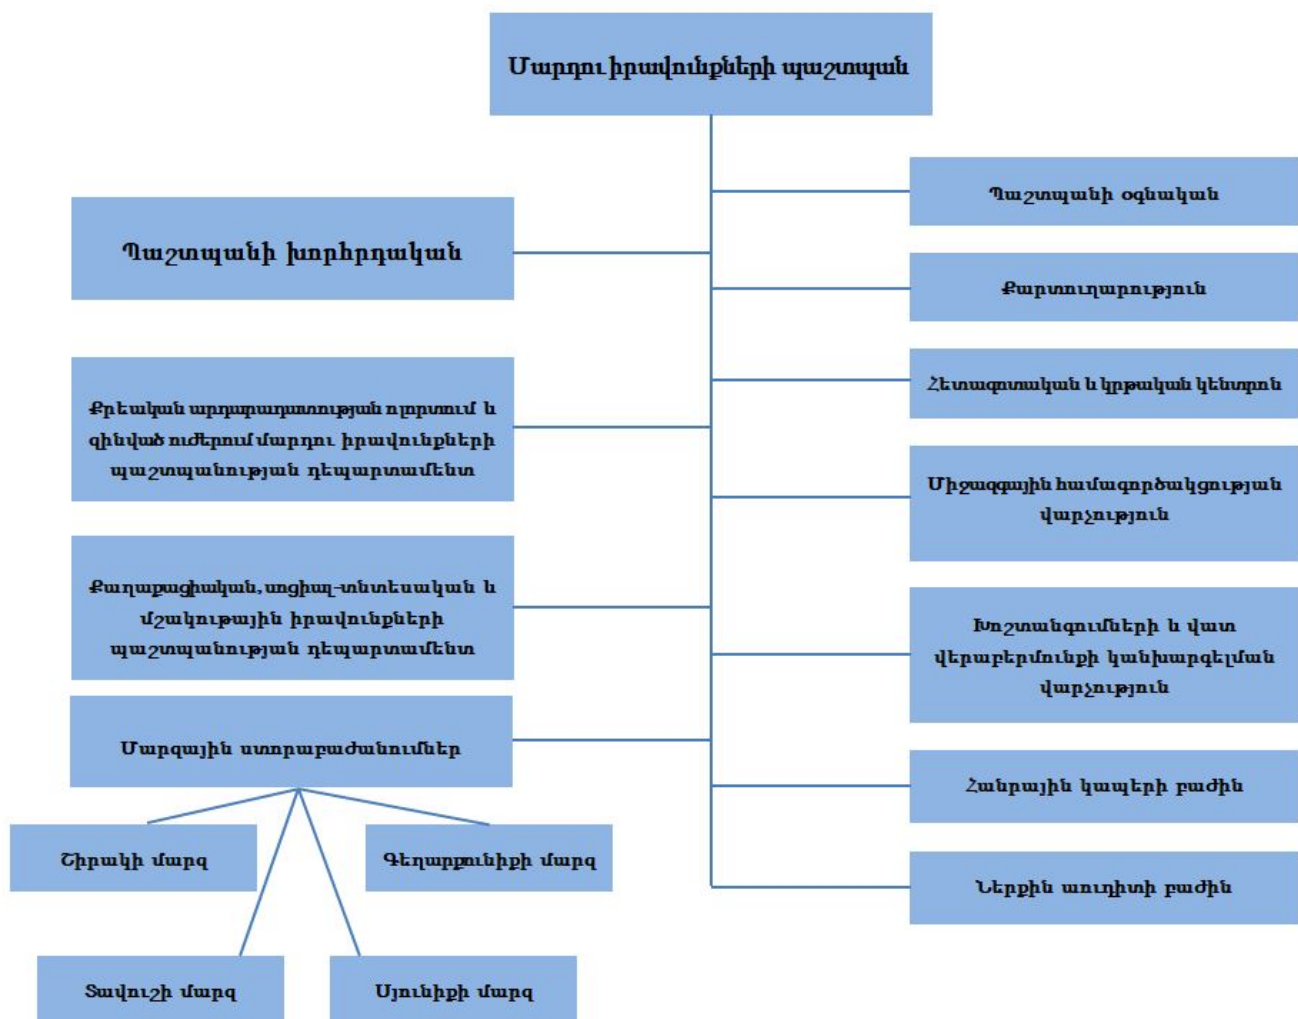 Մարդու իրավունքների պաշտպան
Պաշտպանի օգնական
Պաշտպանի խորհրդական
Քարտուղարություն
Հետազոտական և կրթական կենտրոն
Քրեական արդարադատության ոլորտում և
զինված ուժերում մարդու իրավունքների
պաշտպանության դեպարտամենտ
Միջազգային համագործակցության
վարչություն
Քաղաքացիական, սոցիալ-տնտեսական և
մշակութային իրավունքների
պաշտպանության դեպարտամենտ
Խոշտանգումների և վատ
վերաբերմունքի կանխարգելման
վարչություն
Մարզային ստորաբաժանումներ
Հանրային կապերի բաժին
Շիրակի մարզ
Գեղարքունիքի մարզ
Ներքին աուդիտի բաժին
Տավուշի մարզ
Սյունիքի մարզ